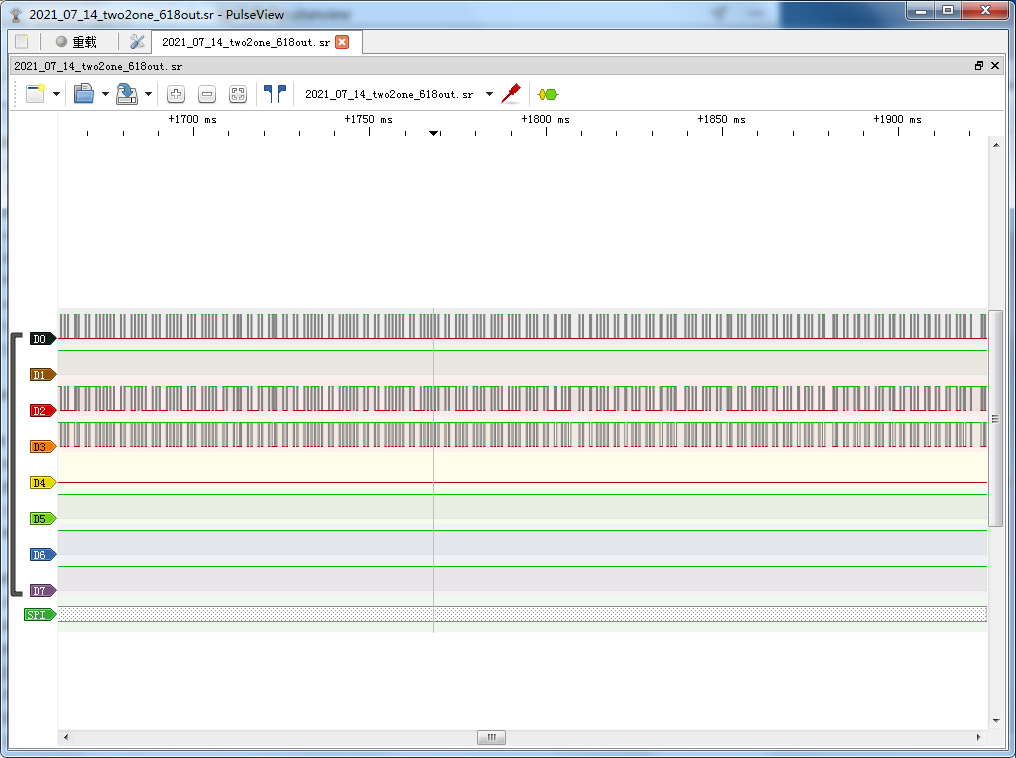 2021_07_14_two2one_618out.sr - PulseView
重载
2021_07_14_two2one_618out.sr
2021_07_14_two2one_618out.sr
2021_07_14_two2one_618out.sr
+1700 ms +1750 ms +1800 ms +1850 ms +1900 ms
D0
D1
D2
D3
D4
D5
D6
D7
SPI